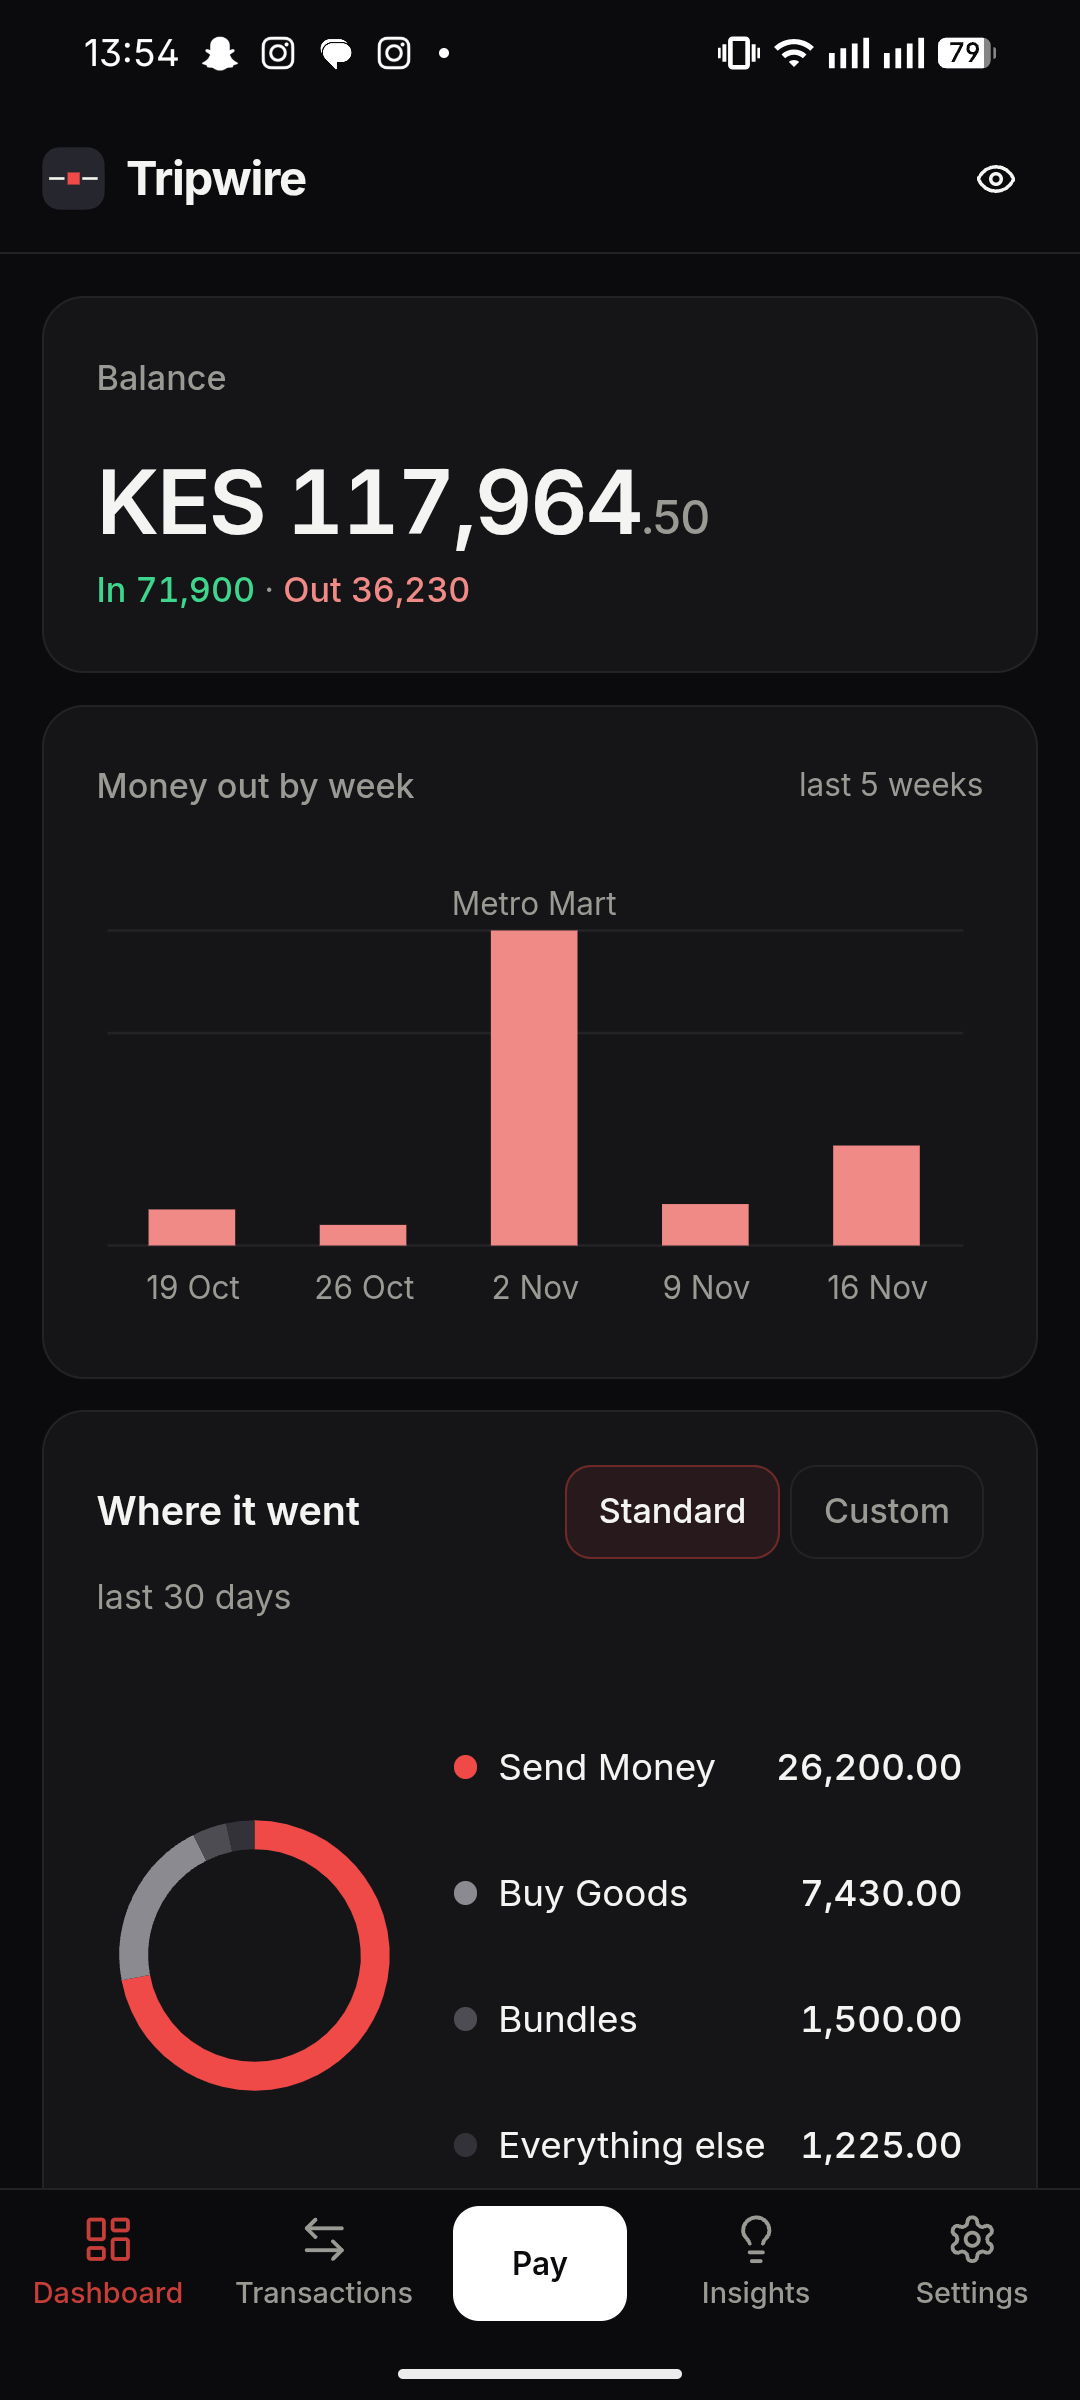 13:54
79
Tripwire
Balance
KES 117,964.50
In 71,900 · Out 36,230
Money out by week
last 5 weeks
Metro Mart
19 Oct 26 Oct 2 Nov 9 Nov 16 Nov
Where it went
Standard
Custom
last 30 days
Send Money 26,200.00
Buy Goods 7,430.00
Bundles 1,500.00
Everything else 1,225.00
Dashboard Transactions Pay Insights Settings